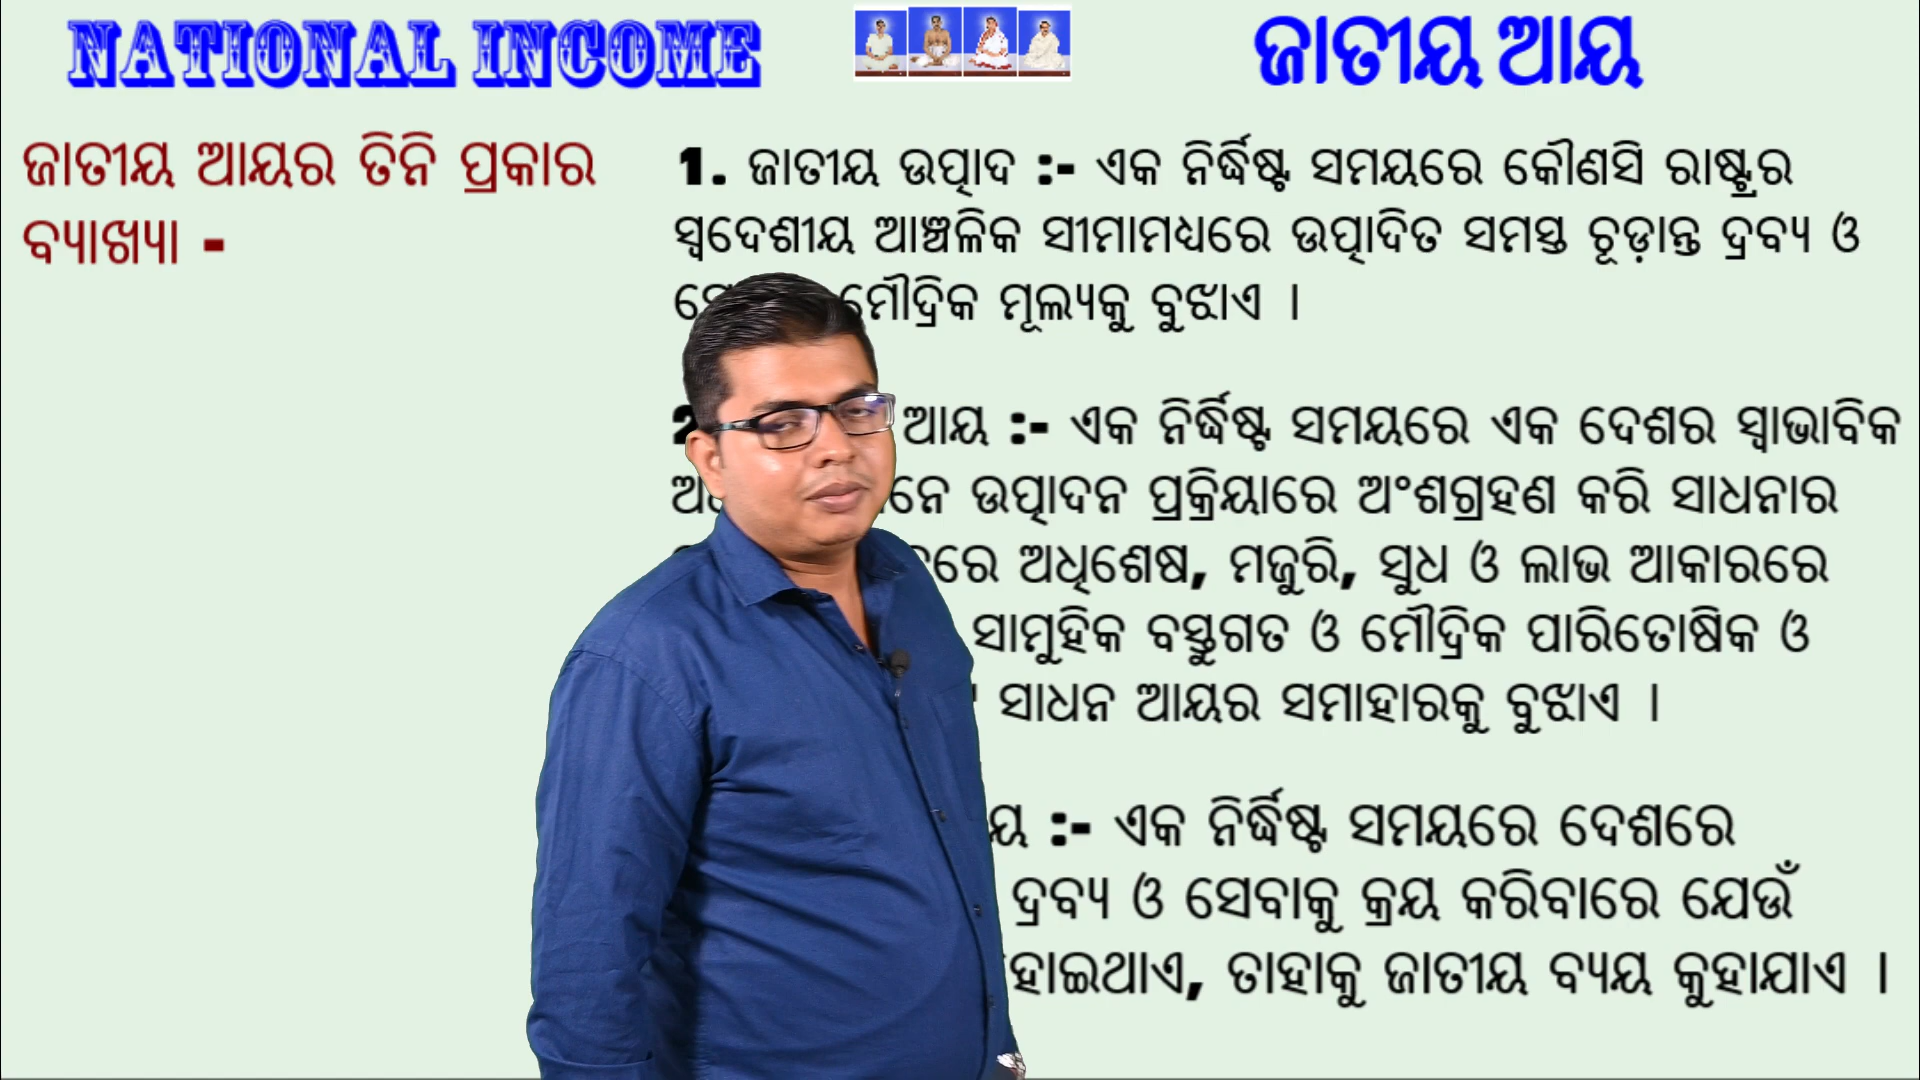 NATIONAL INCOME
ଜାତୀୟ ଆୟ
ଜାତୀୟ ଆୟର ତିନି ପ୍ରକାର
ବ୍ୟାଖ୍ୟା -
1. ଜାତୀୟ ଉତ୍ପାଦ :- ଏକ ନିର୍ଦ୍ଧିଷ୍ଟ ସମୟରେ କୌଣସି ରାଷ୍ଟ୍ରର
ସ୍ୱଦେଶୀୟ ଆଞ୍ଚଳିକ ସୀମାମଧ୍ୟରେ ଉତ୍ପାଦିତ ସମସ୍ତ ଚୂଡ଼ାନ୍ତ ଦ୍ରବ୍ୟ ଓ
ମୌଦ୍ରିକ ମୂଲ୍ୟକୁ ବୁଝାଏ ।
ଆୟ :- ଏକ ନିର୍ଦ୍ଧିଷ୍ଟ ସମୟରେ ଏକ ଦେଶର ସ୍ୱାଭାବିକ
ଉତ୍ପାଦନ ପ୍ରକ୍ରିୟାରେ ଅଂଶଗ୍ରହଣ କରି ସାଧନାର
ଅଧିଶେଷ, ମଜୁରି, ସୁଧ ଓ ଲାଭ ଆକାରରେ
ସାମୁହିକ ବସ୍ତୁଗତ ଓ ମୌଦ୍ରିକ ପାରିତୋଷିକ ଓ
ସାଧନ ଆୟର ସମାହାରକୁ ବୁଝାଏ ।
:- ଏକ ନିର୍ଦ୍ଧିଷ୍ଟ ସମୟରେ ଦେଶରେ
ଦ୍ରବ୍ୟ ଓ ସେବାକୁ କ୍ରୟ କରିବାରେ ଯେଉଁ
ତାହାକୁ ଜାତୀୟ ବ୍ୟୟ କୁହାଯାଏ ।